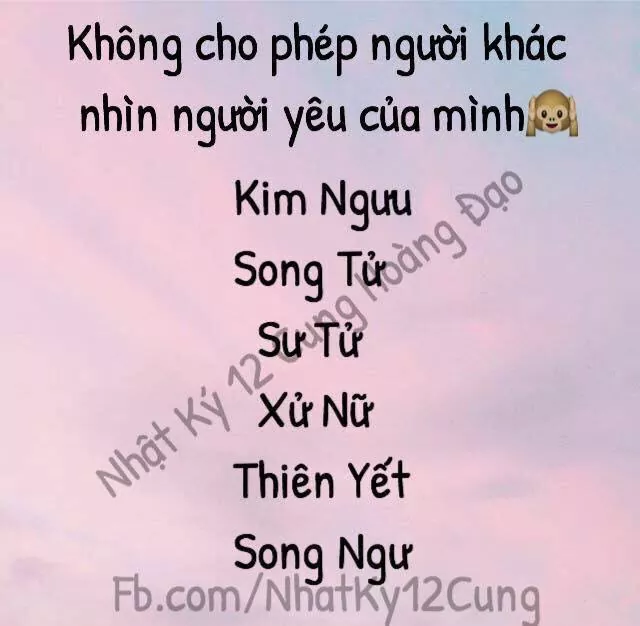 Không cho phép người khác
nhìn người yêu của mình🙉
Kim Ngưu
Song Tử
Sư Tử
Xử Nữ
Thiên Yết
Song Ngư
Nhật Ký 12 Cung Hoàng Đạo
Fb.com/NhatKy12Cung